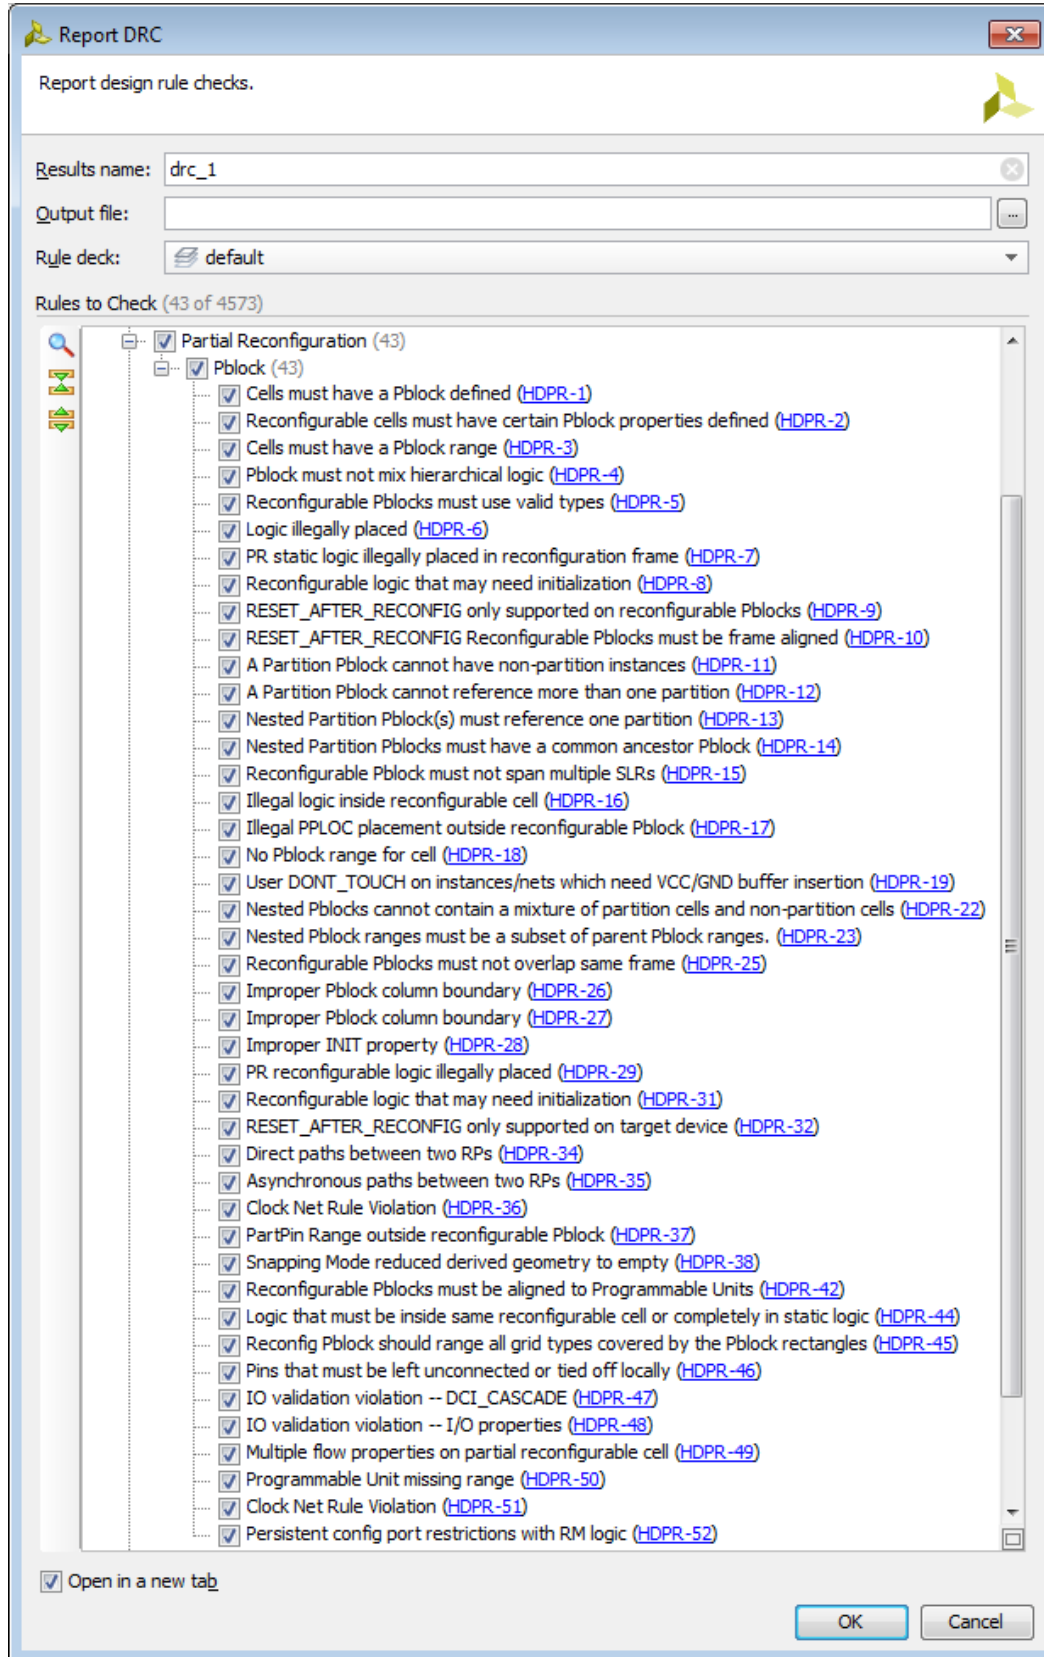 Report DRC
Report design rule checks.
Results name: drc_1
Output file:
...
Rule deck: default
Rules to Check (43 of 4573)
Partial Reconfiguration (43)
Pblock (43)
Cells must have a Pblock defined (HDPR-1)
Reconfigurable cells must have certain Pblock properties defined (HDPR-2)
Cells must have a Pblock range (HDPR-3)
Pblock must not mix hierarchical logic (HDPR-4)
Reconfigurable Pblocks must use valid types (HDPR-5)
Logic illegally placed (HDPR-6)
PR static logic illegally placed in reconfiguration frame (HDPR-7)
Reconfigurable logic that may need initialization (HDPR-8)
RESET_AFTER_RECONFIG only supported on reconfigurable Pblocks (HDPR-9)
RESET_AFTER_RECONFIG Reconfigurable Pblocks must be frame aligned (HDPR-10)
A Partition Pblock cannot have non-partition instances (HDPR-11)
A Partition Pblock cannot reference more than one partition (HDPR-12)
Nested Partition Pblock(s) must reference one partition (HDPR-13)
Nested Partition Pblocks must have a common ancestor Pblock (HDPR-14)
Reconfigurable Pblock must not span multiple SLRs (HDPR-15)
Illegal logic inside reconfigurable cell (HDPR-16)
Illegal PPLOC placement outside reconfigurable Pblock (HDPR-17)
No Pblock range for cell (HDPR-18)
User DONT_TOUCH on instances/nets which need VCC/GND buffer insertion (HDPR-19)
Nested Pblocks cannot contain a mixture of partition cells and non-partition cells (HDPR-22)
Nested Pblock ranges must be a subset of parent Pblock ranges. (HDPR-23)
Reconfigurable Pblocks must not overlap same frame (HDPR-25)
Improper Pblock column boundary (HDPR-26)
Improper Pblock column boundary (HDPR-27)
Improper INIT property (HDPR-28)
PR reconfigurable logic illegally placed (HDPR-29)
Reconfigurable logic that may need initialization (HDPR-31)
RESET_AFTER_RECONFIG only supported on target device (HDPR-32)
Direct paths between two RPs (HDPR-34)
Asynchronous paths between two RPs (HDPR-35)
Clock Net Rule Violation (HDPR-36)
PartPin Range outside reconfigurable Pblock (HDPR-37)
Snapping Mode reduced derived geometry to empty (HDPR-38)
Reconfigurable Pblocks must be aligned to Programmable Units (HDPR-42)
Logic that must be inside same reconfigurable cell or completely in static logic (HDPR-44)
Reconfig Pblock should range all grid types covered by the Pblock rectangles (HDPR-45)
Pins that must be left unconnected or tied off locally (HDPR-46)
IO validation violation -- DCI_CASCADE (HDPR-47)
IO validation violation -- I/O properties (HDPR-48)
Multiple flow properties on partial reconfigurable cell (HDPR-49)
Programmable Unit missing range (HDPR-50)
Clock Net Rule Violation (HDPR-51)
Persistent config port restrictions with RM logic (HDPR-52)
Open in a new tab
OK Cancel